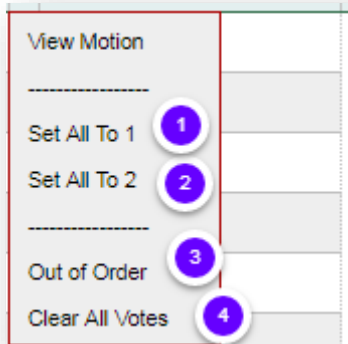 View Motion
-----------------
Set All To 1 1
Set All To 2 2
-----------------
Out of Order 3
Clear All Votes 4